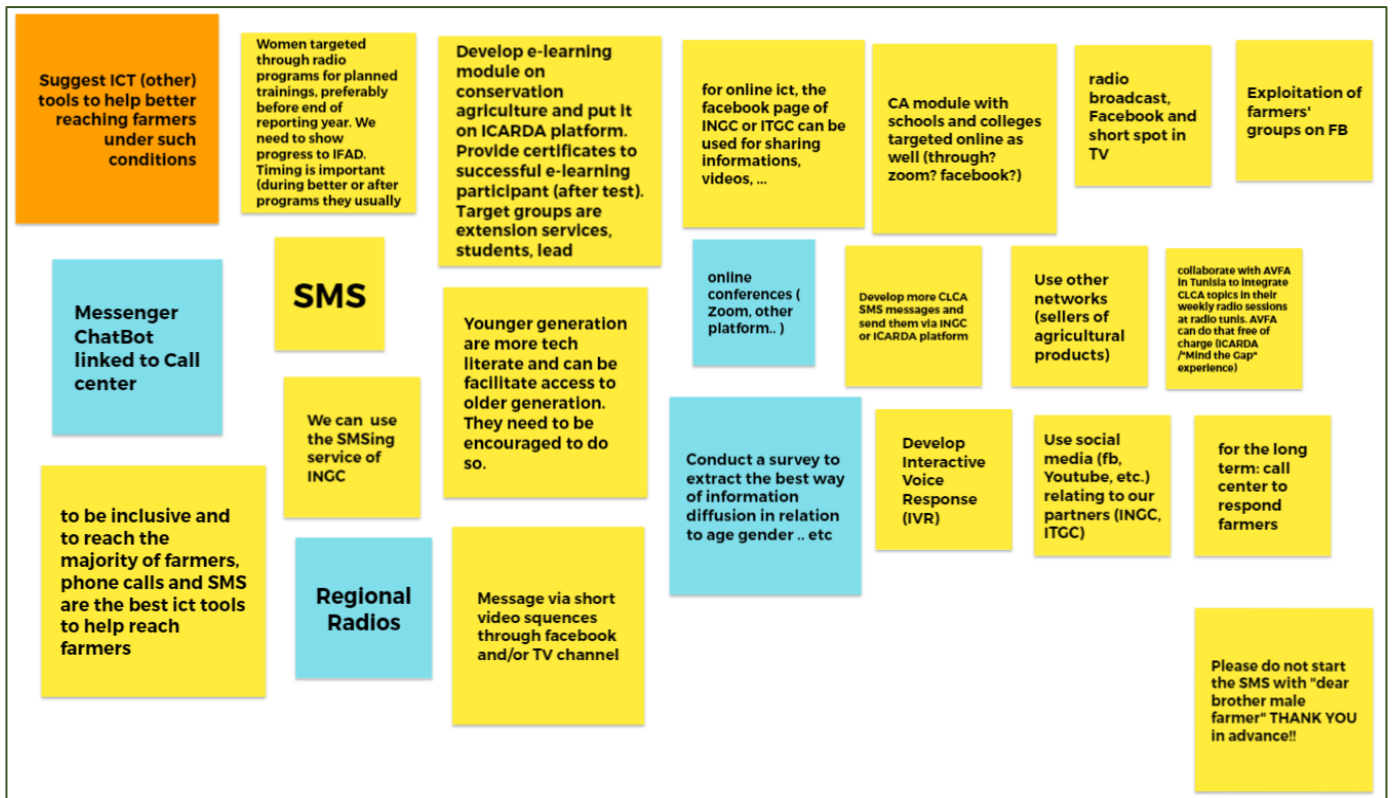 Suggest ICT (other)
tools to help better
reaching farmers
under such
conditions
Women targeted
through radio
programs for planned
trainings, preferably
before end of
reporting year. We
need to show
progress to IFAD.
Timing is important
(during better or after
programs they usually
Develop e-learning
module on
conservation
agriculture and put it
on ICARDA platform.
Provide certificates to
successful e-learning
participant (after test).
Target groups are
extension services,
students, lead
for online ict, the
facebook page of
INGC or ITGC can be
used for sharing
informations,
videos, ...
CA module with
schools and colleges
targeted online as
well (through?
zoom? facebook?)
radio
broadcast,
Facebook and
short spot in
TV
Exploitation of
farmers'
groups on FB
Messenger
ChatBot
linked to Call
center
SMS
Younger generation
are more tech
literate and can be
facilitate access to
older generation.
They need to be
encouraged to do
so.
online
conferences (
Zoom, other
platform.. )
Develop more CLCA
SMS messages and
send them via INGC
or ICARDA platform
Use other
networks
(sellers of
agricultural
products)
collaborate with AVFA
in Tunisia to integrate
CLCA topics in their
weekly radio sessions
at radio tunis. AVFA
can do that free of
charge (ICARDA
/"Mind the Gap"
experience)
We can use
the SMSing
service of
INGC
Conduct a survey to
extract the best way
of information
diffusion in relation
to age gender .. etc
Develop
Interactive
Voice
Response
(IVR)
Use social
media (fb,
Youtube, etc.)
relating to our
partners (INGC,
ITGC)
for the long
term: call
center to
respond
farmers
to be inclusive and
to reach the
majority of farmers,
phone calls and SMS
are the best ict tools
to help reach
farmers
Regional
Radios
Message via short
video squences
through facebook
and/or TV channel
Please do not start
the SMS with "dear
brother male
farmer" THANK YOU
in advance!!